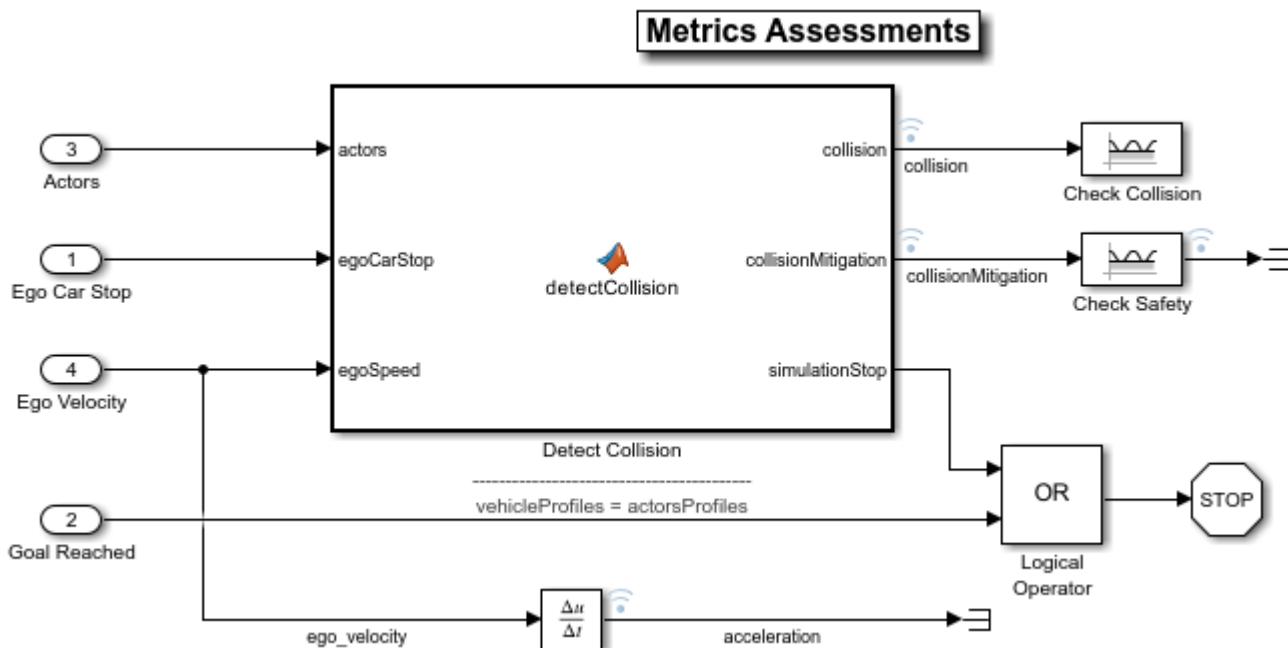 Metrics Assessments
3
Actors
actors
collision
collision
Check Collision
1
Ego Car Stop
egoCarStop
detectCollision
collisionMitigation
collisionMitigation
Check Safety
4
Ego Velocity
egoSpeed
simulationStop
Detect Collision
----------------------------------------
vehicleProfiles = actorsProfiles
2
Goal Reached
OR
Logical
Operator
STOP
ego_velocity
Δu
Δt
acceleration